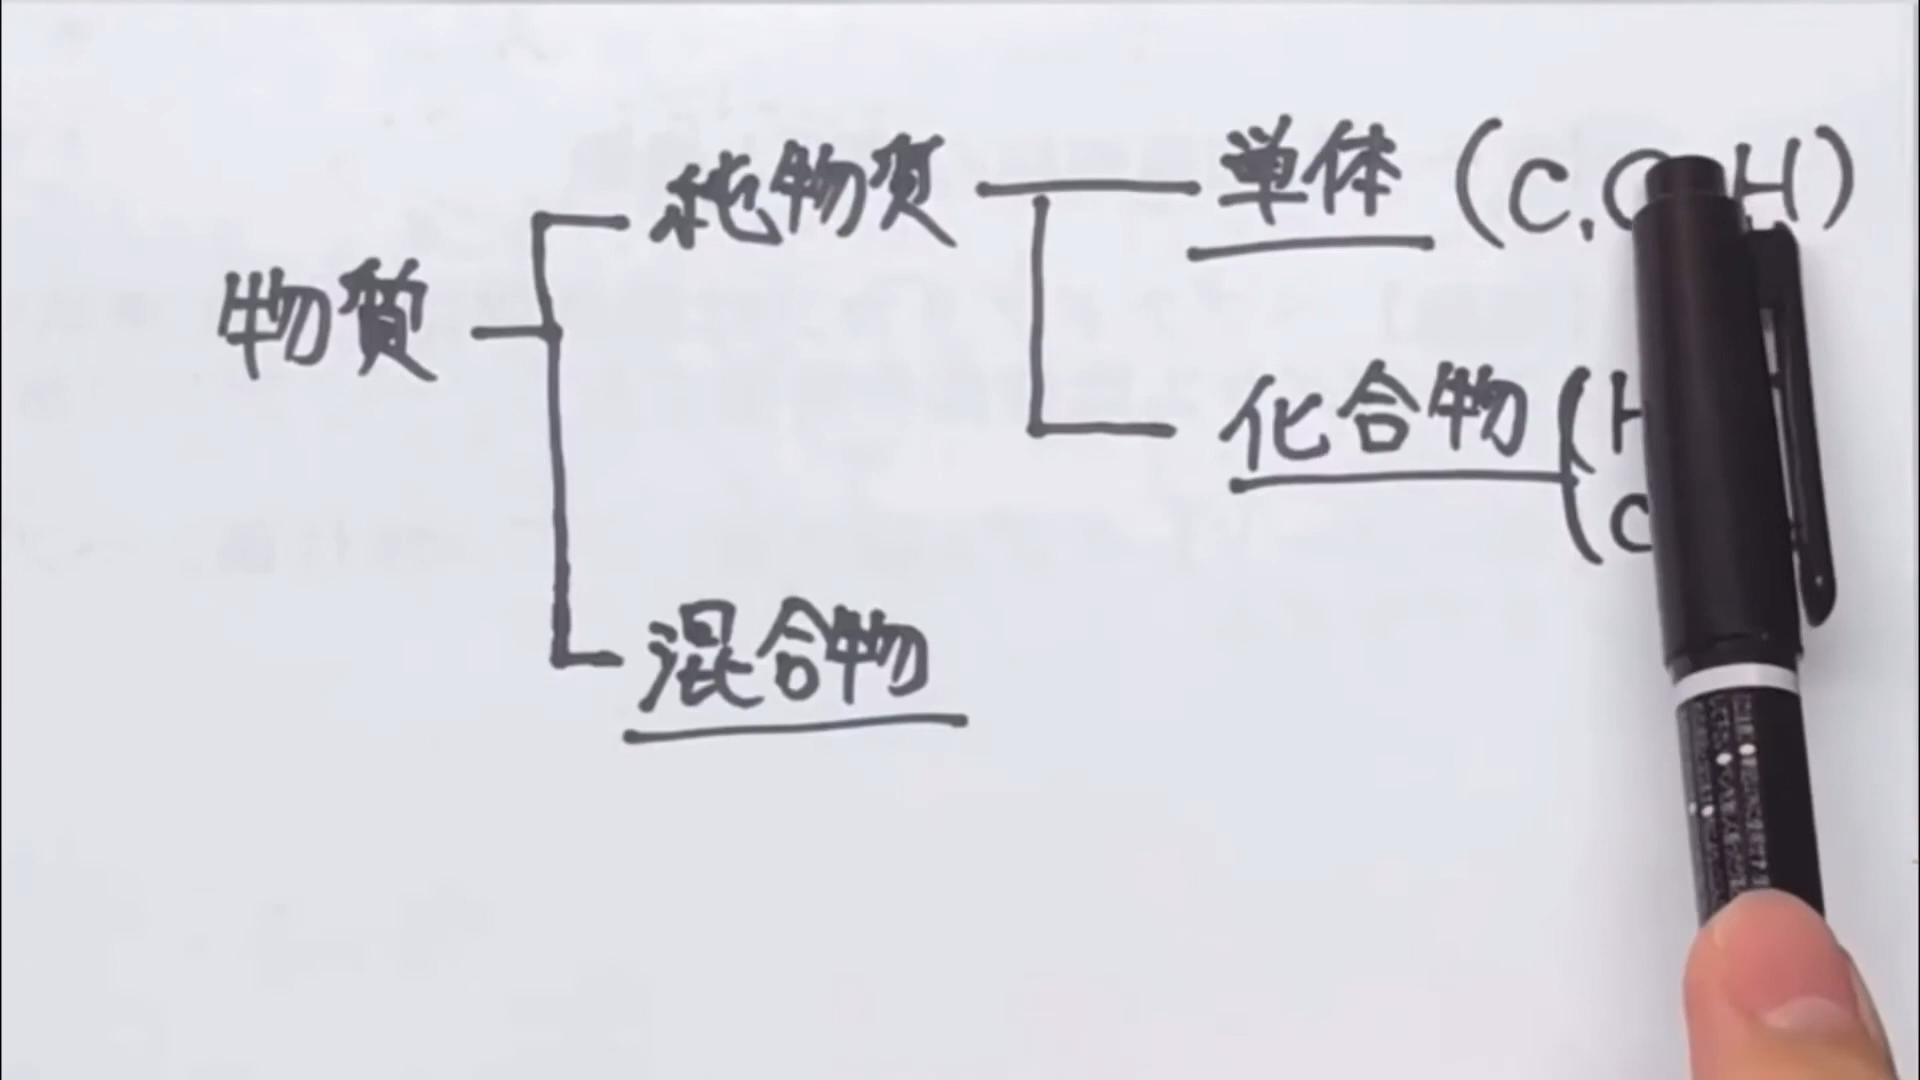 物質
純物質
単体 (C. H)
化合物 (H
(C
混合物